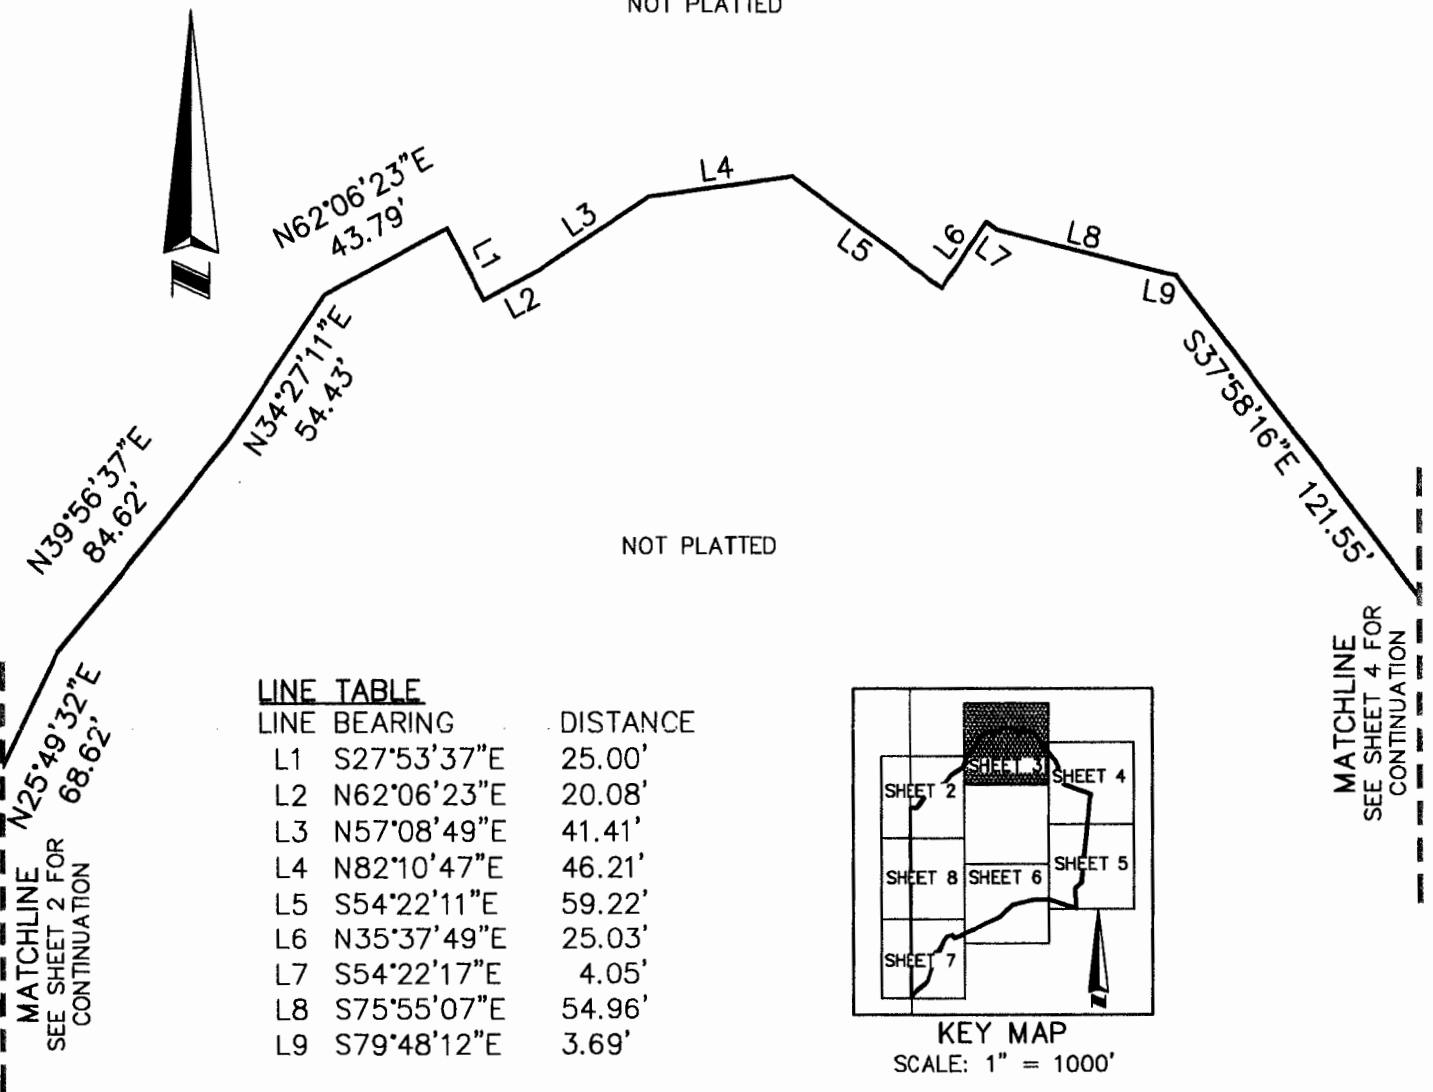 NOT PLATTED
N62°06'23"E
43.79'
L1
L2
L3
L4
L5
L6
L7
L8
L9
N34°27'11"E
54.43'
N39°56'37"E
84.62'
N25°49'32"E
68.62'
S37°58'16"E 121.55'
NOT PLATTED
MATCHLINE
SEE SHEET 2 FOR
CONTINUATION
MATCHLINE
SEE SHEET 4 FOR
CONTINUATION
LINE TABLE
LINE BEARING DISTANCE
L1 S27°53'37"E 25.00'
L2 N62°06'23"E 20.08'
L3 N57°08'49"E 41.41'
L4 N82°10'47"E 46.21'
L5 S54°22'11"E 59.22'
L6 N35°37'49"E 25.03'
L7 S54°22'17"E 4.05'
L8 S75°55'07"E 54.96'
L9 S79°48'12"E 3.69'
SHEET 3
SHEET 2
SHEET 4
SHEET 8
SHEET 6
SHEET 5
SHEET 7
N
KEY MAP
SCALE: 1" = 1000'
N